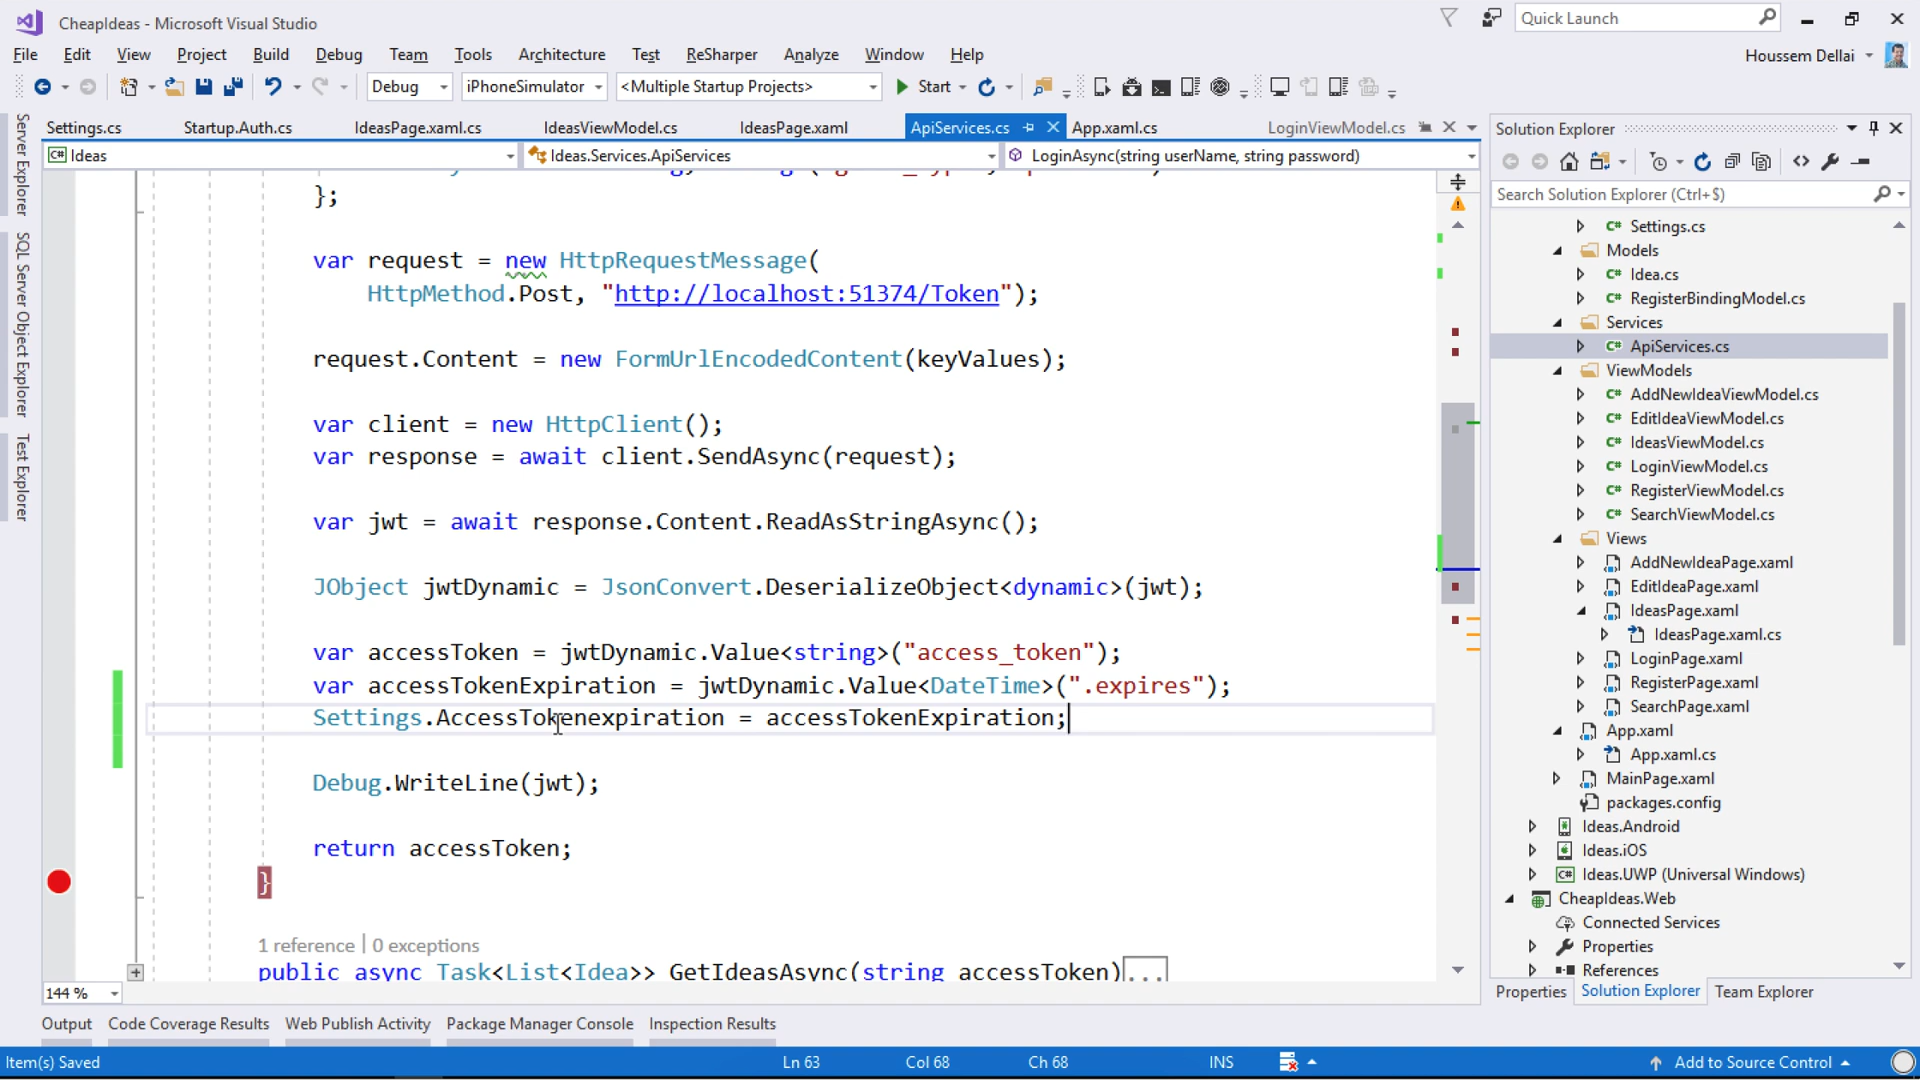 CheapIdeas - Microsoft Visual Studio
Quick Launch
File Edit View Project Build Debug Team Tools Architecture Test ReSharper Analyze Window Help
Houssem Dellai
Debug iPhoneSimulator <Multiple Startup Projects> Start
Settings.cs Startup.Auth.cs IdeasPage.xaml.cs IdeasViewModel.cs IdeasPage.xaml ApiServices.cs App.xaml.cs LoginViewModel.cs
C# Ideas Ideas.Services.ApiServices LoginAsync(string userName, string password)
Server Explorer
SQL Server Object Explorer
Test Explorer
};
var request = new HttpRequestMessage(
HttpMethod.Post, "http://localhost:51374/Token");
request.Content = new FormUrlEncodedContent(keyValues);
var client = new HttpClient();
var response = await client.SendAsync(request);
var jwt = await response.Content.ReadAsStringAsync();
JObject jwtDynamic = JsonConvert.DeserializeObject<dynamic>(jwt);
var accessToken = jwtDynamic.Value<string>("access_token");
var accessTokenExpiration = jwtDynamic.Value<DateTime>(".expires");
Settings.AccessTokenexpiration = accessTokenExpiration;
Debug.WriteLine(jwt);
return accessToken;
}
1 reference | 0 exceptions
public async Task<List<Idea>> GetIdeasAsync(string accessToken)...
144 %
Solution Explorer
Search Solution Explorer (Ctrl+$)
C# Settings.cs
Models
C# Idea.cs
C# RegisterBindingModel.cs
Services
C# ApiServices.cs
ViewModels
C# AddNewIdeaViewModel.cs
C# EditIdeaViewModel.cs
C# IdeasViewModel.cs
C# LoginViewModel.cs
C# RegisterViewModel.cs
C# SearchViewModel.cs
Views
AddNewIdeaPage.xaml
EditIdeaPage.xaml
IdeasPage.xaml
IdeasPage.xaml.cs
LoginPage.xaml
RegisterPage.xaml
SearchPage.xaml
App.xaml
App.xaml.cs
MainPage.xaml
packages.config
Ideas.Android
Ideas.iOS
C# Ideas.UWP (Universal Windows)
CheapIdeas.Web
Connected Services
Properties
References
Properties Solution Explorer Team Explorer
Output Code Coverage Results Web Publish Activity Package Manager Console Inspection Results
Item(s) Saved Ln 63 Col 68 Ch 68 INS Add to Source Control